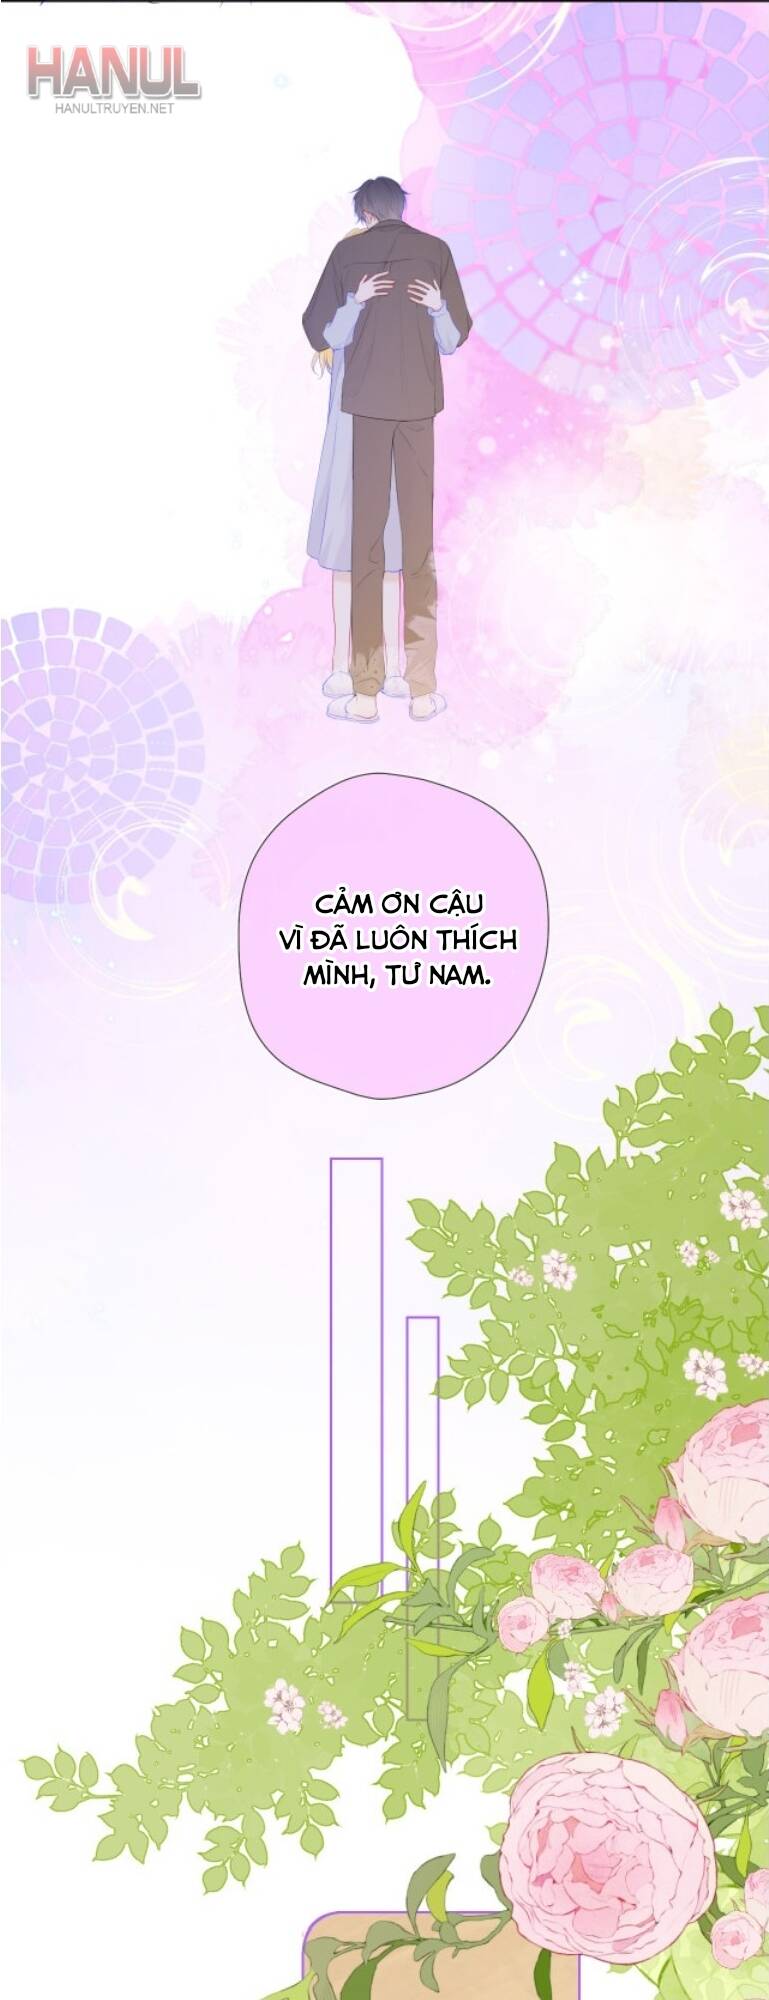 HANUL
HANULTRUYEN.NET
CẢM ƠN CẬU
VÌ ĐÃ LUÔN THÍCH
MÌNH, TƯ NAM.